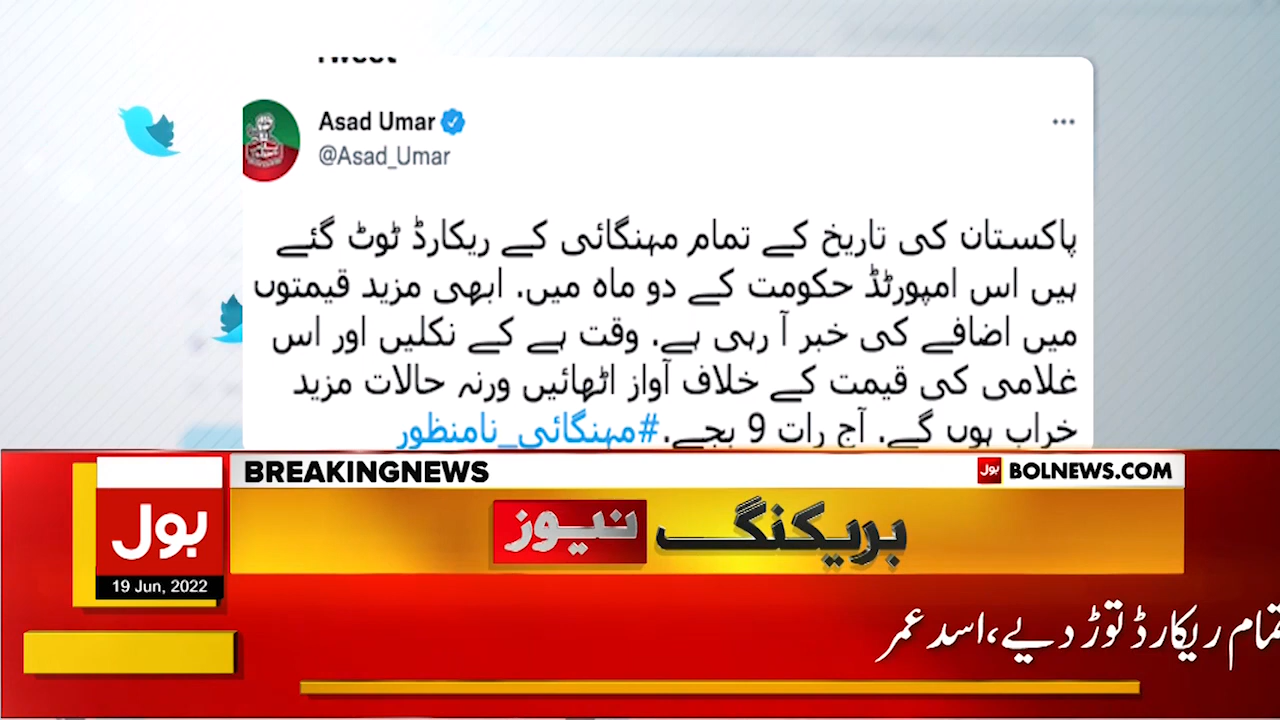 Tweet
Asad Umar
@Asad_Umar
پاکستان کی تاریخ کے تمام مہنگائی کے ریکارڈ ٹوٹ گئے
ہیں اس امپورٹڈ حکومت کے دو ماہ میں. ابھی مزید قیمتوں
میں اضافے کی خبر آ رہی ہے. وقت ہے کے نکلیں اور اس
غلامی کی قیمت کے خلاف آواز اٹھائیں ورنہ حالات مزید
خراب ہوں گے. آج رات 9 بجے. #مہنگائی_نامنظور
BREAKINGNEWS
بول BOLNEWS.COM
بول
19 Jun, 2022
بریکنگ نیوز
تمام ریکارڈ توڑ دیے، اسد عمر